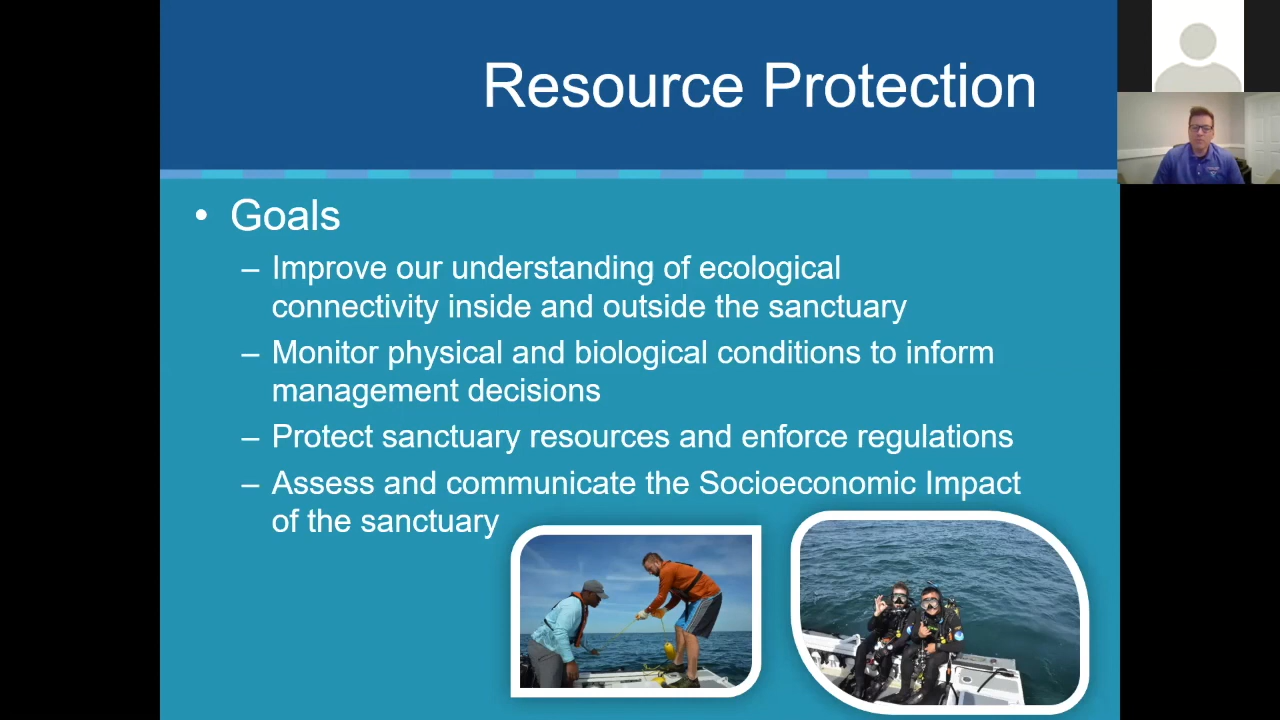 Resource Protection
• Goals
– Improve our understanding of ecological
connectivity inside and outside the sanctuary
– Monitor physical and biological conditions to inform
management decisions
– Protect sanctuary resources and enforce regulations
– Assess and communicate the Socioeconomic Impact
of the sanctuary